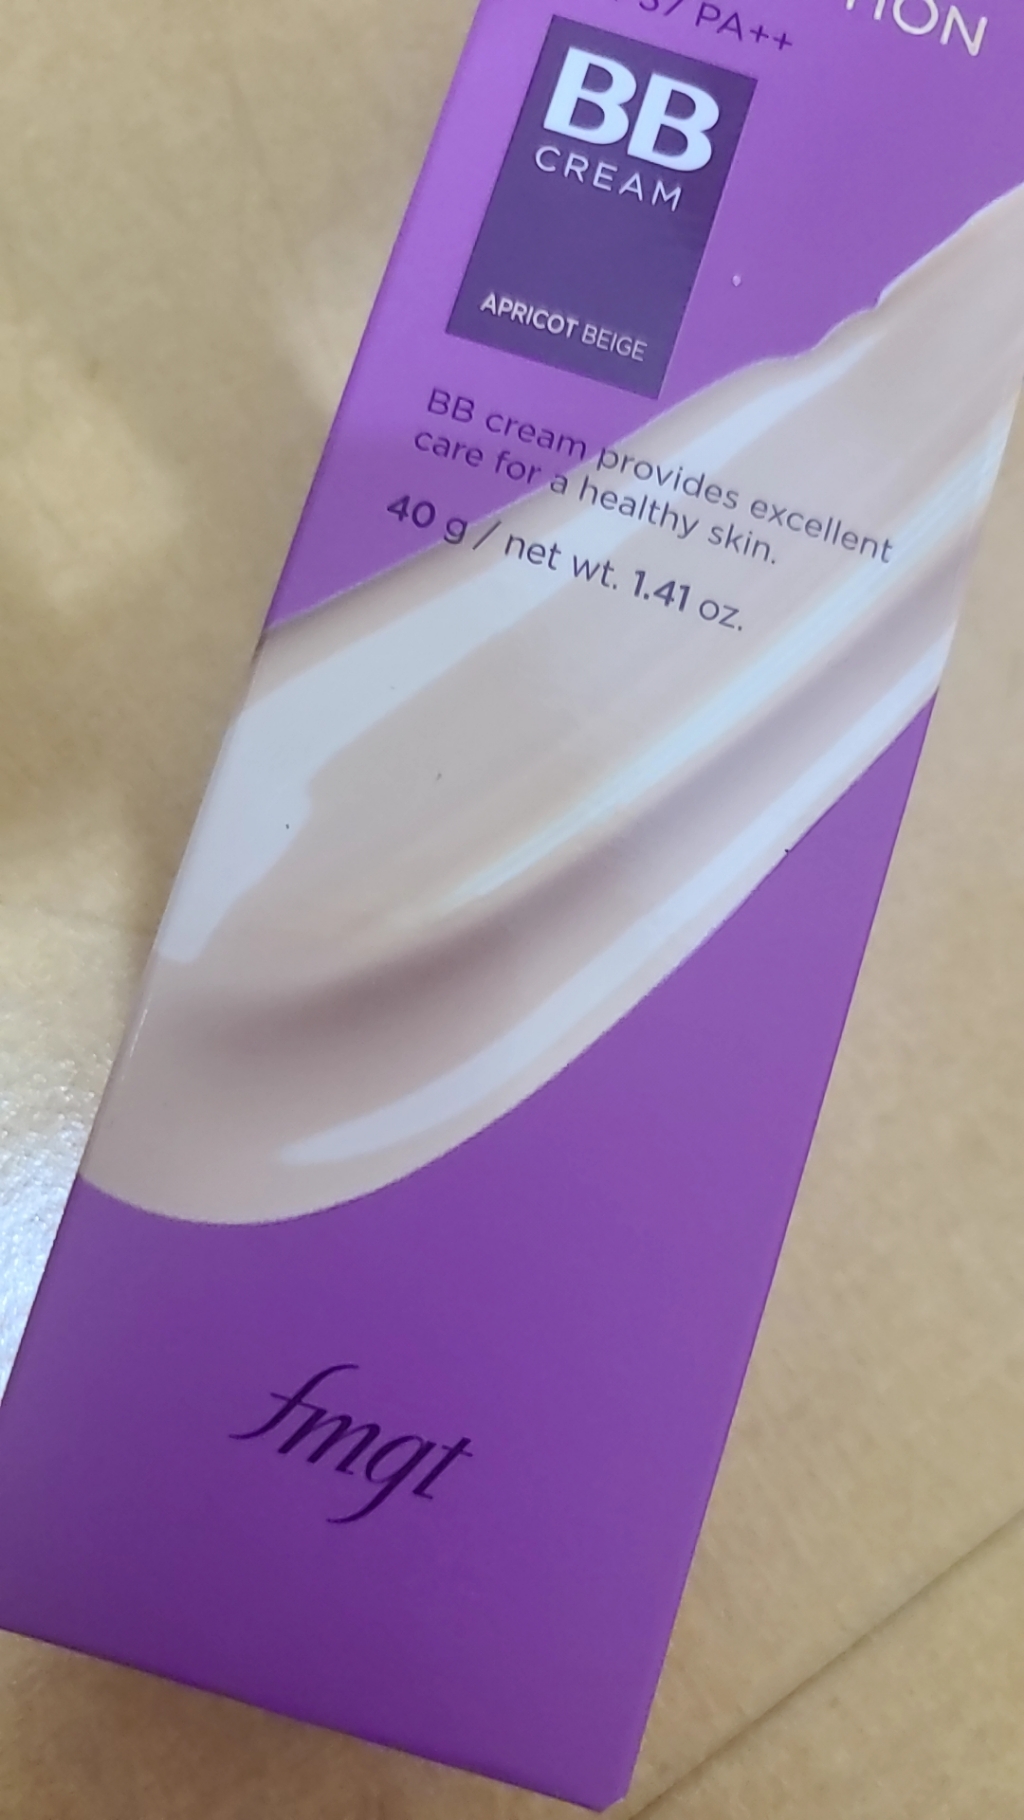 37 PA++
BB
CREAM
APRICOT BEIGE
BB cream provides excellent
care for a healthy skin.
40 g / net wt. 1.41 oz.
fmgt